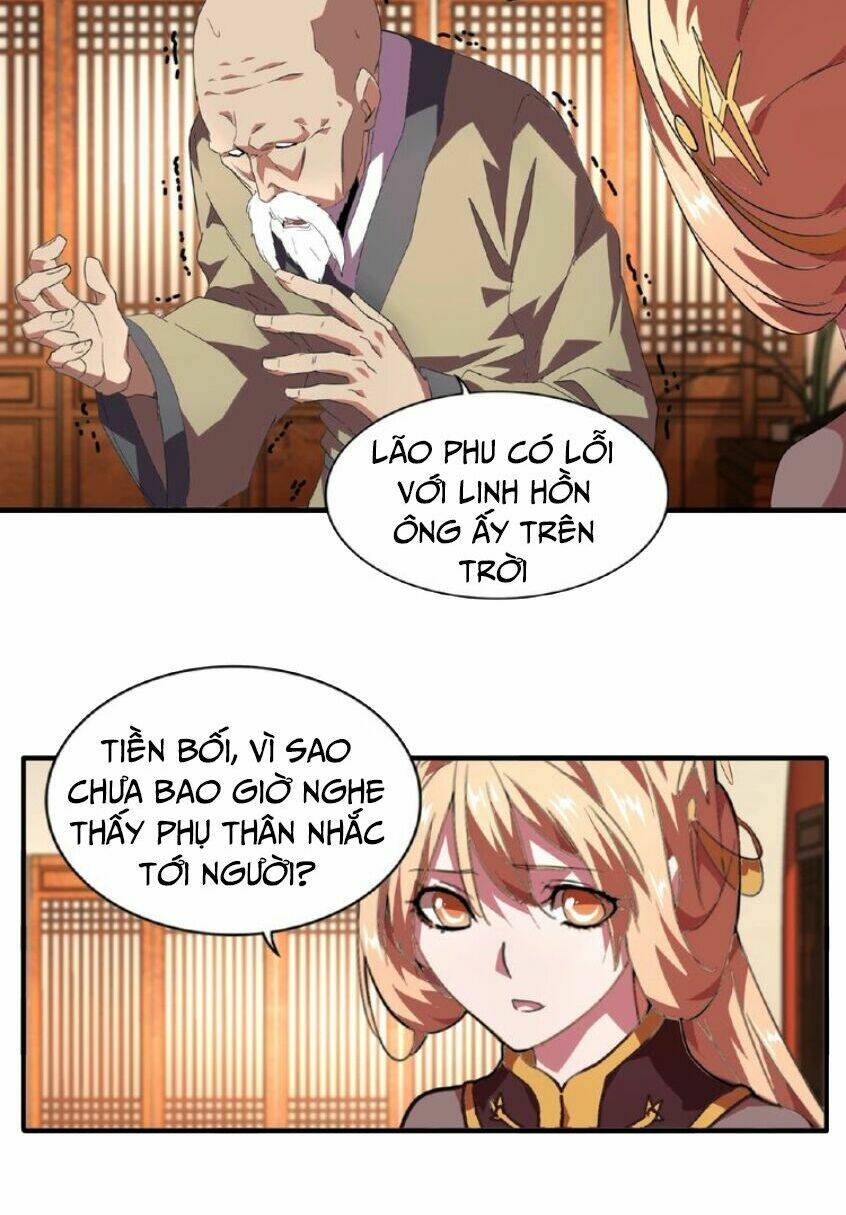 LÃO PHU CÓ LỖI
VỚI LINH HỒN
ÔNG ẤY TRÊN
TRỜI
TIỀN BỐI, VÌ SAO
CHƯA BAO GIỜ NGHE
THẤY PHỤ THÂN NHẮC
TỚI NGƯỜI?